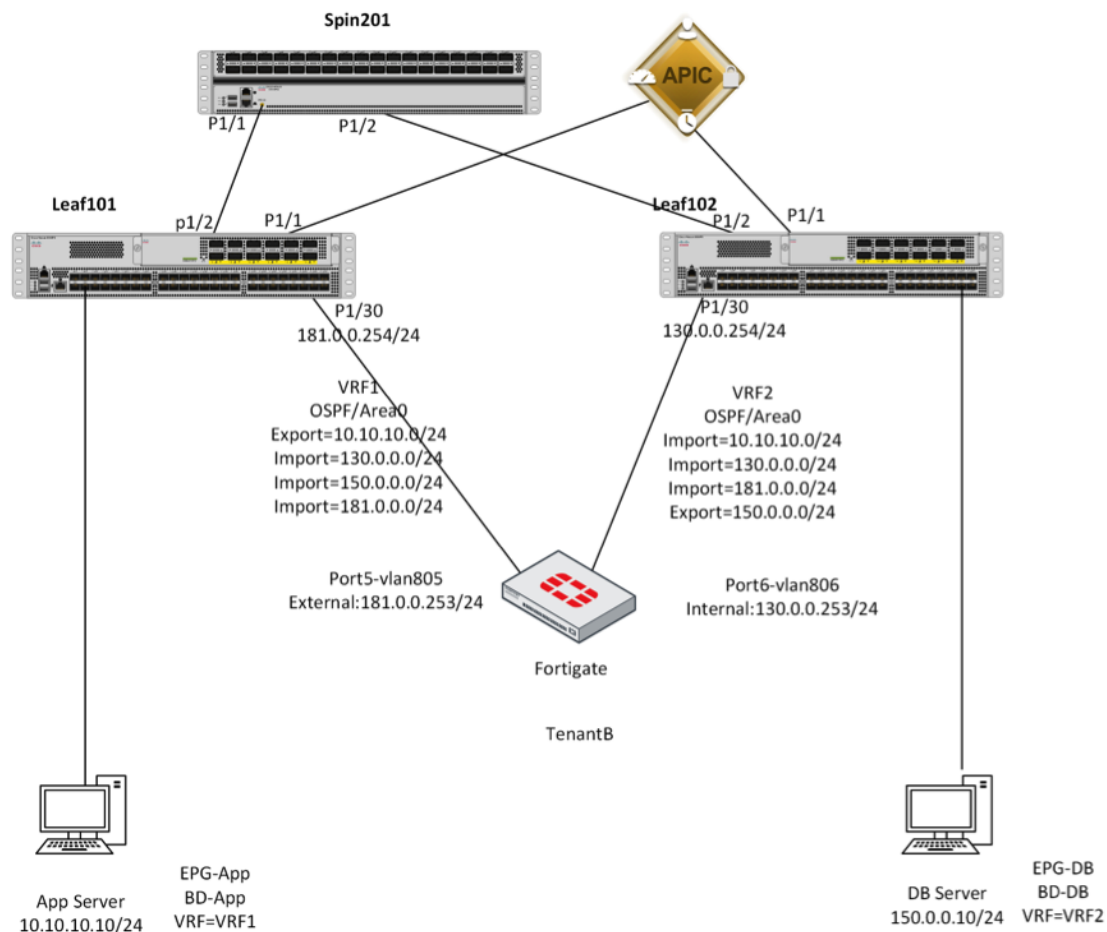 Spin201
APIC
P1/1
P1/2
Leaf101
p1/2
P1/1
Leaf102
P1/2
P1/1
P1/30
181.0.0.254/24
P1/30
130.0.0.254/24
VRF1
OSPF/Area0
Export=10.10.10.0/24
Import=130.0.0.0/24
Import=150.0.0.0/24
Import=181.0.0.0/24
VRF2
OSPF/Area0
Import=10.10.10.0/24
Import=130.0.0.0/24
Import=181.0.0.0/24
Export=150.0.0.0/24
Port5-vlan805
External:181.0.0.253/24
Port6-vlan806
Internal:130.0.0.253/24
Fortigate
TenantB
App Server
10.10.10.10/24
EPG-App
BD-App
VRF=VRF1
DB Server
150.0.0.10/24
EPG-DB
BD-DB
VRF=VRF2